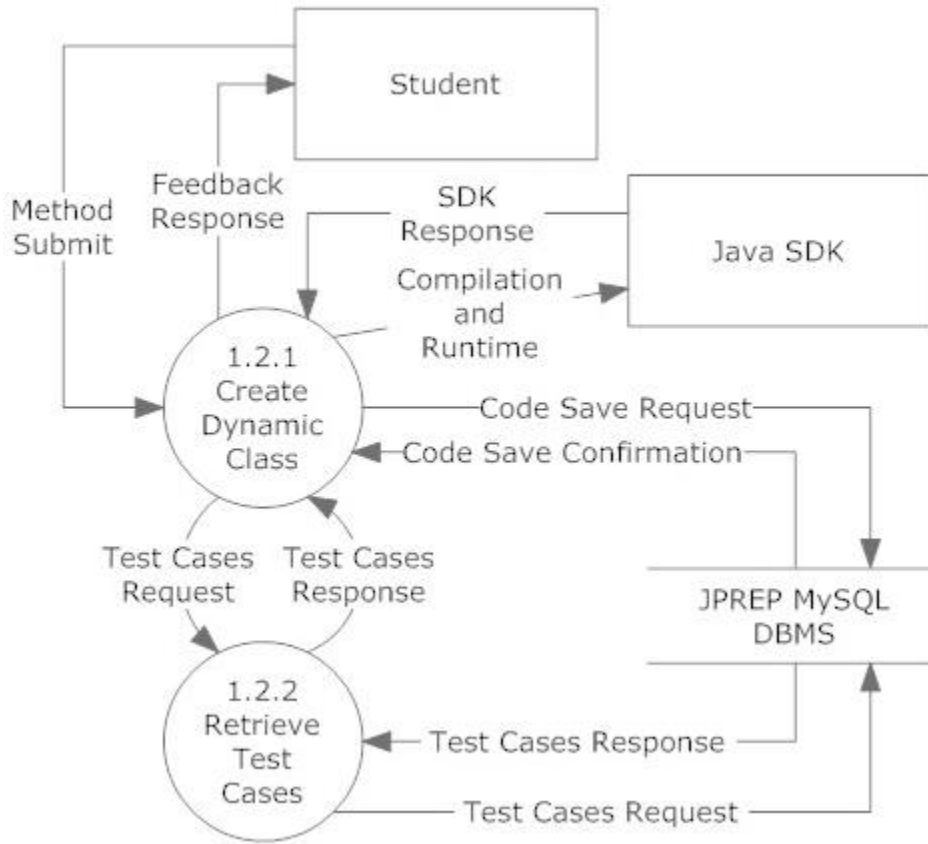 Student
Feedback
Response
Method
Submit
SDK
Response
Java SDK
Compilation
and
Runtime
1.2.1
Create
Dynamic
Class
Code Save Request
Code Save Confirmation
Test Cases
Request
Test Cases
Response
JPREP MySQL
DBMS
1.2.2
Retrieve
Test
Cases
Test Cases Response
Test Cases Request